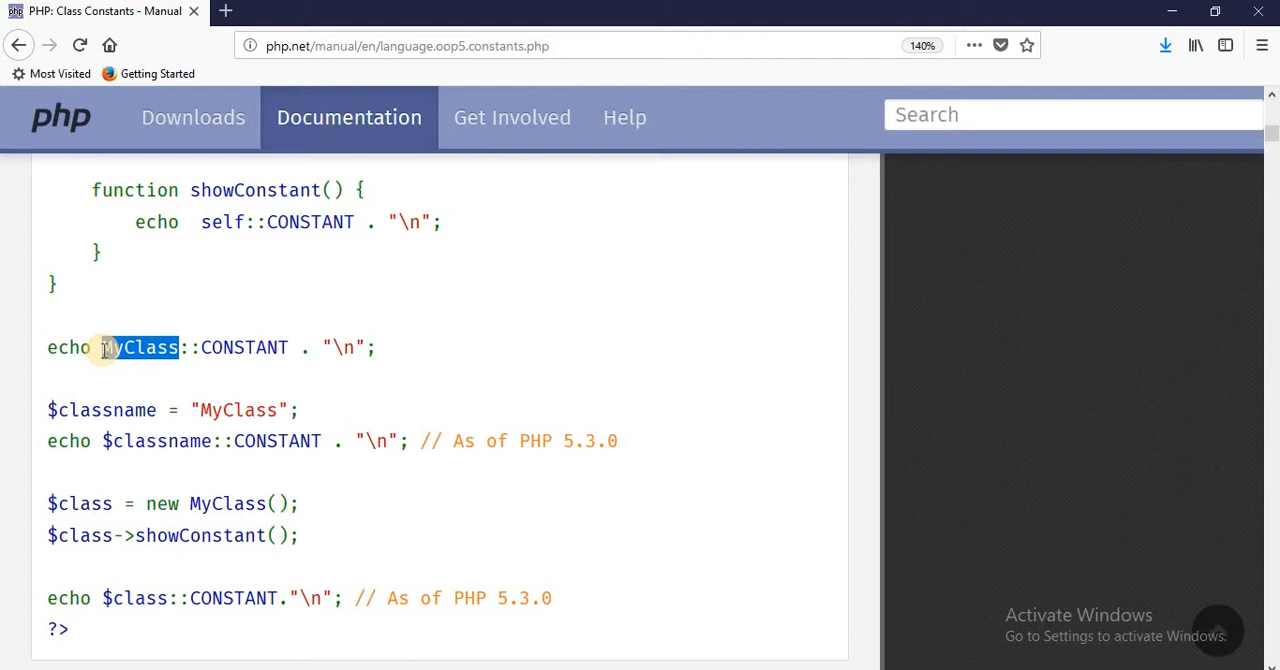 php PHP: Class Constants - Manual
php.net/manual/en/language.oop5.constants.php 140%
Most Visited Getting Started
php Downloads Documentation Get Involved Help Search
function showConstant() {
echo self::CONSTANT . "\n";
}
}
echo MyClass::CONSTANT . "\n";
$classname = "MyClass";
echo $classname::CONSTANT . "\n"; // As of PHP 5.3.0
$class = new MyClass();
$class->showConstant();
echo $class::CONSTANT."\n"; // As of PHP 5.3.0
?>
Activate Windows
Go to Settings to activate Windows.